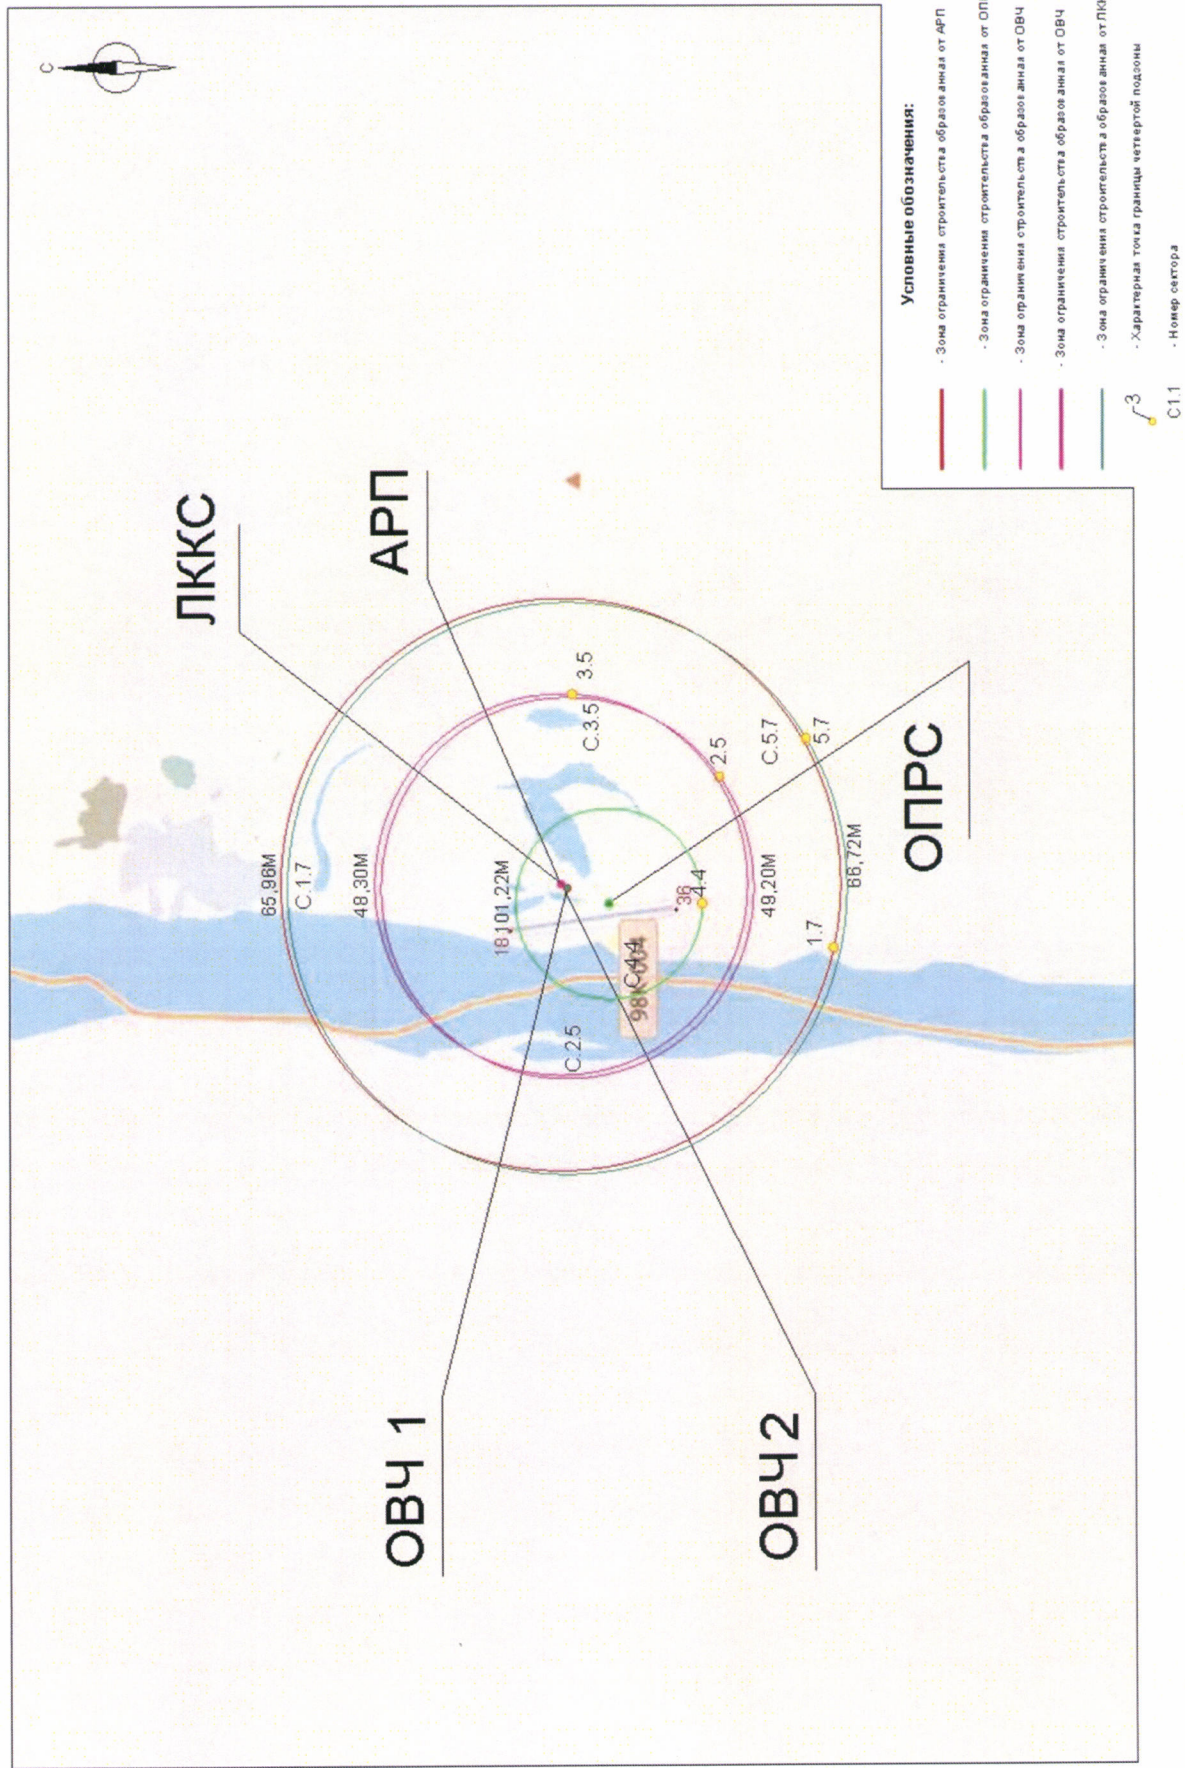 С
ЛККС
АРП
65,96М
С.1.7
48,30М
18
101,22М
3.5
С.3.5
ОВЧ 1
С.2.5
С.4.4
36
4.4
2.5
49,20М
С.5.7
5.7
1.7
66,72М
ОВЧ 2
ОПРС
Условные обозначения:
- Зона ограничения строительства образованная от АРП
- Зона ограничения строительства образованная от
- Зона ограничения строительства образованная от ОВЧ
- Зона ограничения строительства образованная от ОВЧ
- Зона ограничения строительства образованная от
3 - Характерная точка границы четвертой подзоны
С1.1 - Номер сектора